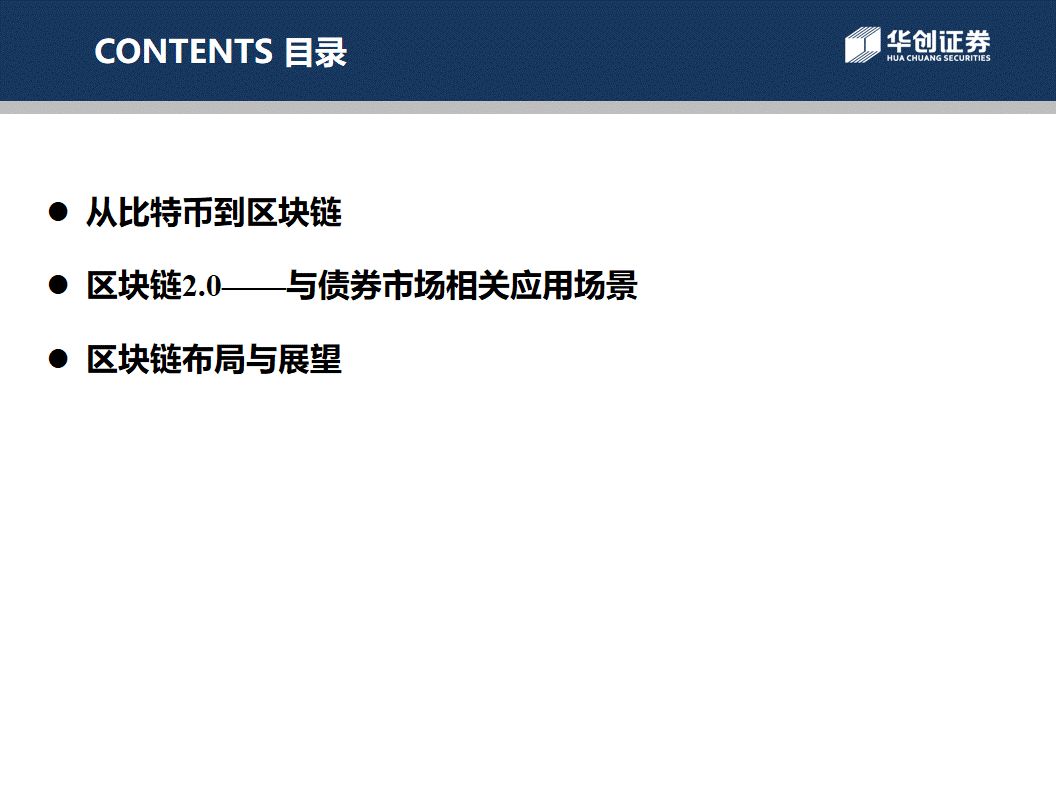 CONTENTS 目录
华创证券
HUA CHUANG SECURITIES
● 从比特币到区块链
● 区块链2.0——与债券市场相关应用场景
● 区块链布局与展望